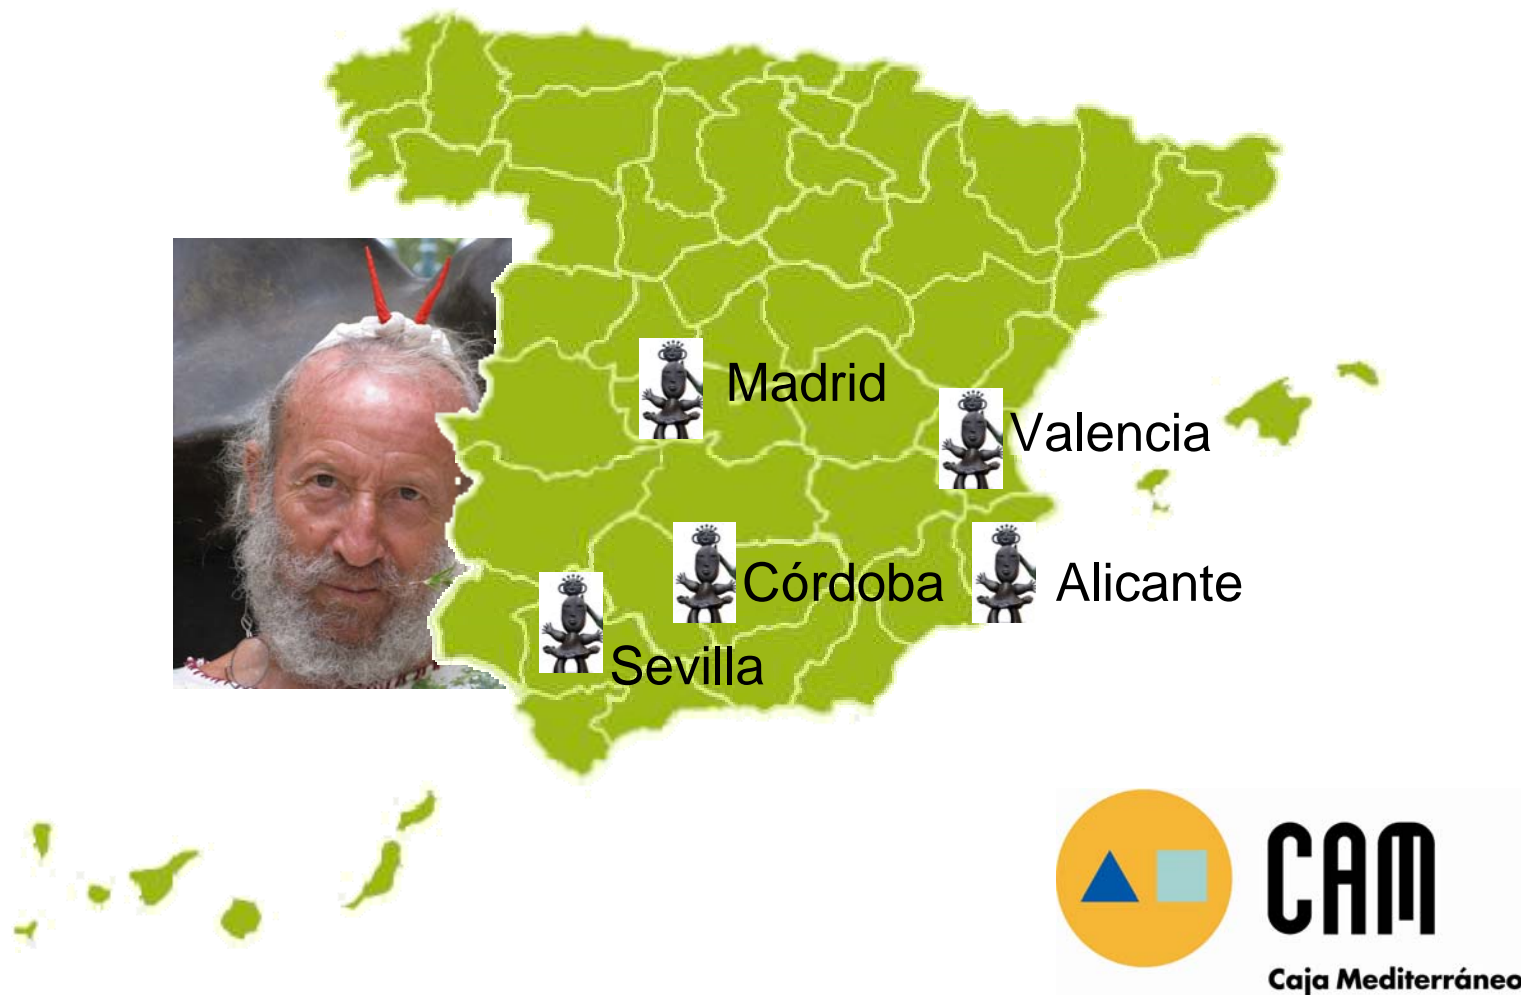 Madrid
Valencia
Córdoba
Alicante
Sevilla
CAM
Caja Mediterráneo